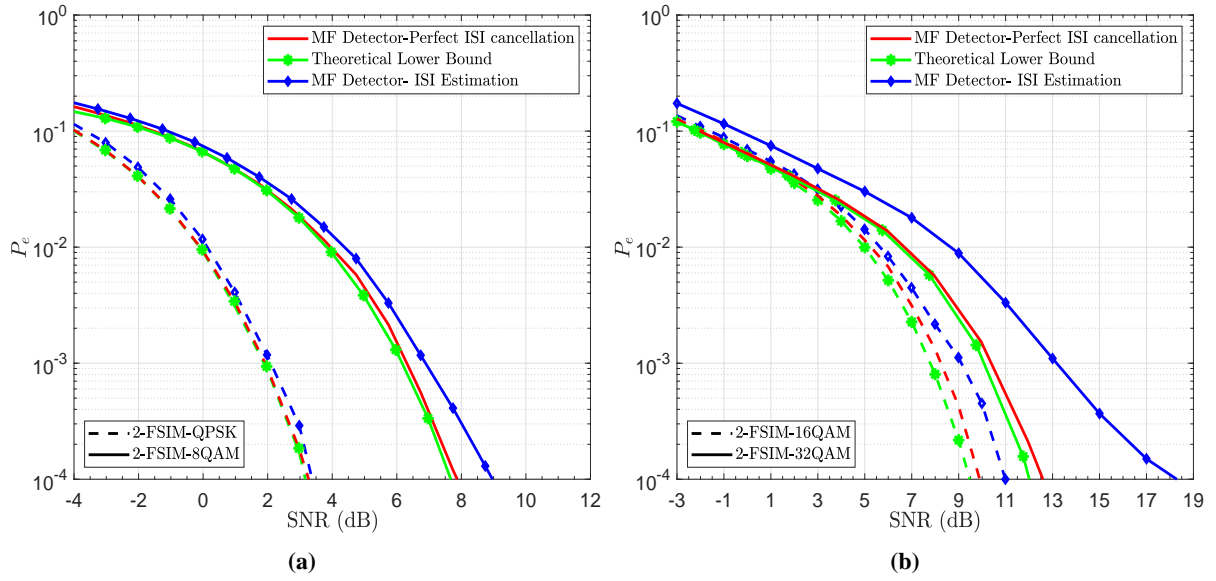 10^0
10^-1
10^-2
10^-3
10^-4
P_e
MF Detector-Perfect ISI cancellation
Theoretical Lower Bound
MF Detector- ISI Estimation
2-FSIM-QPSK
2-FSIM-8QAM
-4 -2 0 2 4 6 8 10 12
SNR (dB)
(a)
10^0
10^-1
10^-2
10^-3
10^-4
P_e
MF Detector-Perfect ISI cancellation
Theoretical Lower Bound
MF Detector- ISI Estimation
2-FSIM-16QAM
2-FSIM-32QAM
-3 -1 1 3 5 7 9 11 13 15 17 19
SNR (dB)
(b)